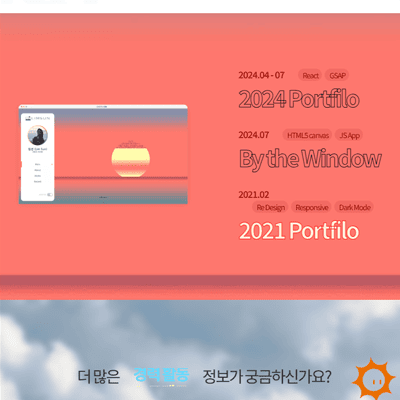 2024.04 - 07 React GSAP
2024 Portfilo
2024.07 HTML5 canvas JS App
By the Window
2021.02
Re Design Responsive Dark Mode
2021 Portfilo
더 많은 경력 활동 정보가 궁금하신가요?